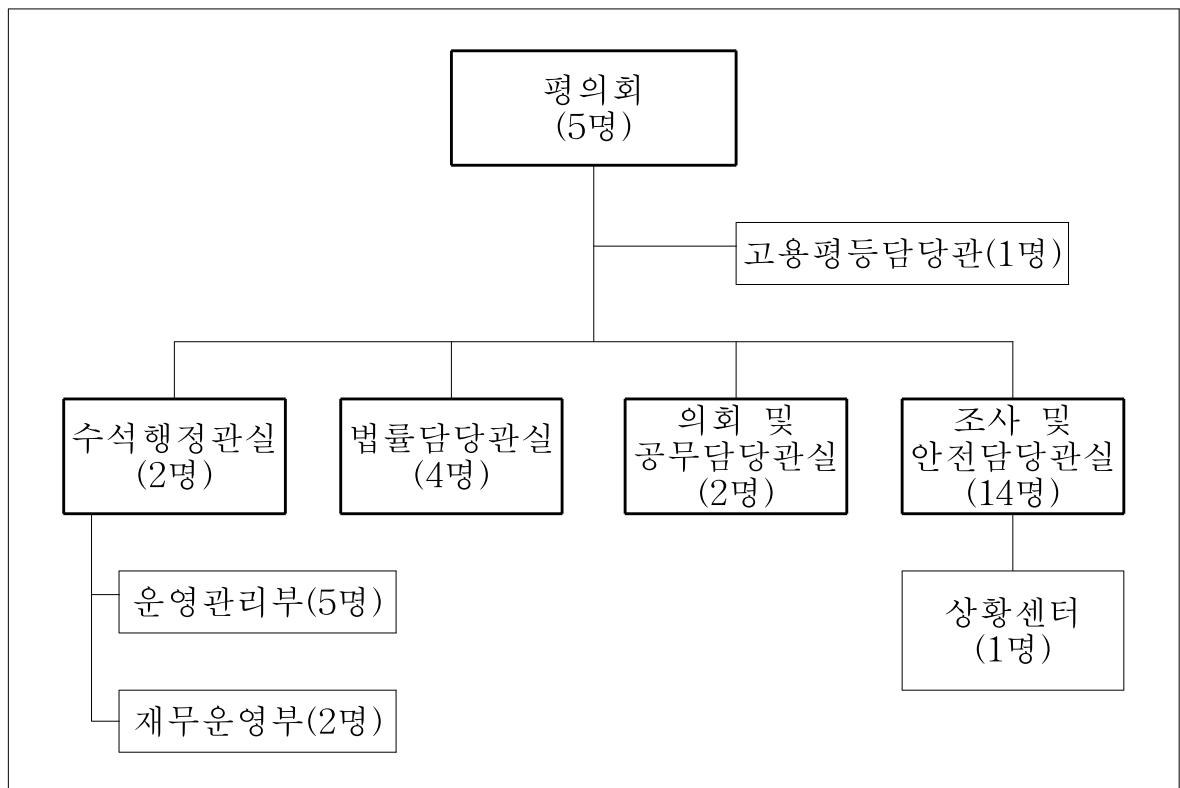 평의회
(5명)
고용평등담당관(1명)
수석행정관실
(2명)
법률담당관실
(4명)
의회 및
공무담당관실
(2명)
조사 및
안전담당관실
(14명)
운영관리부(5명)
재무운영부(2명)
상황센터
(1명)